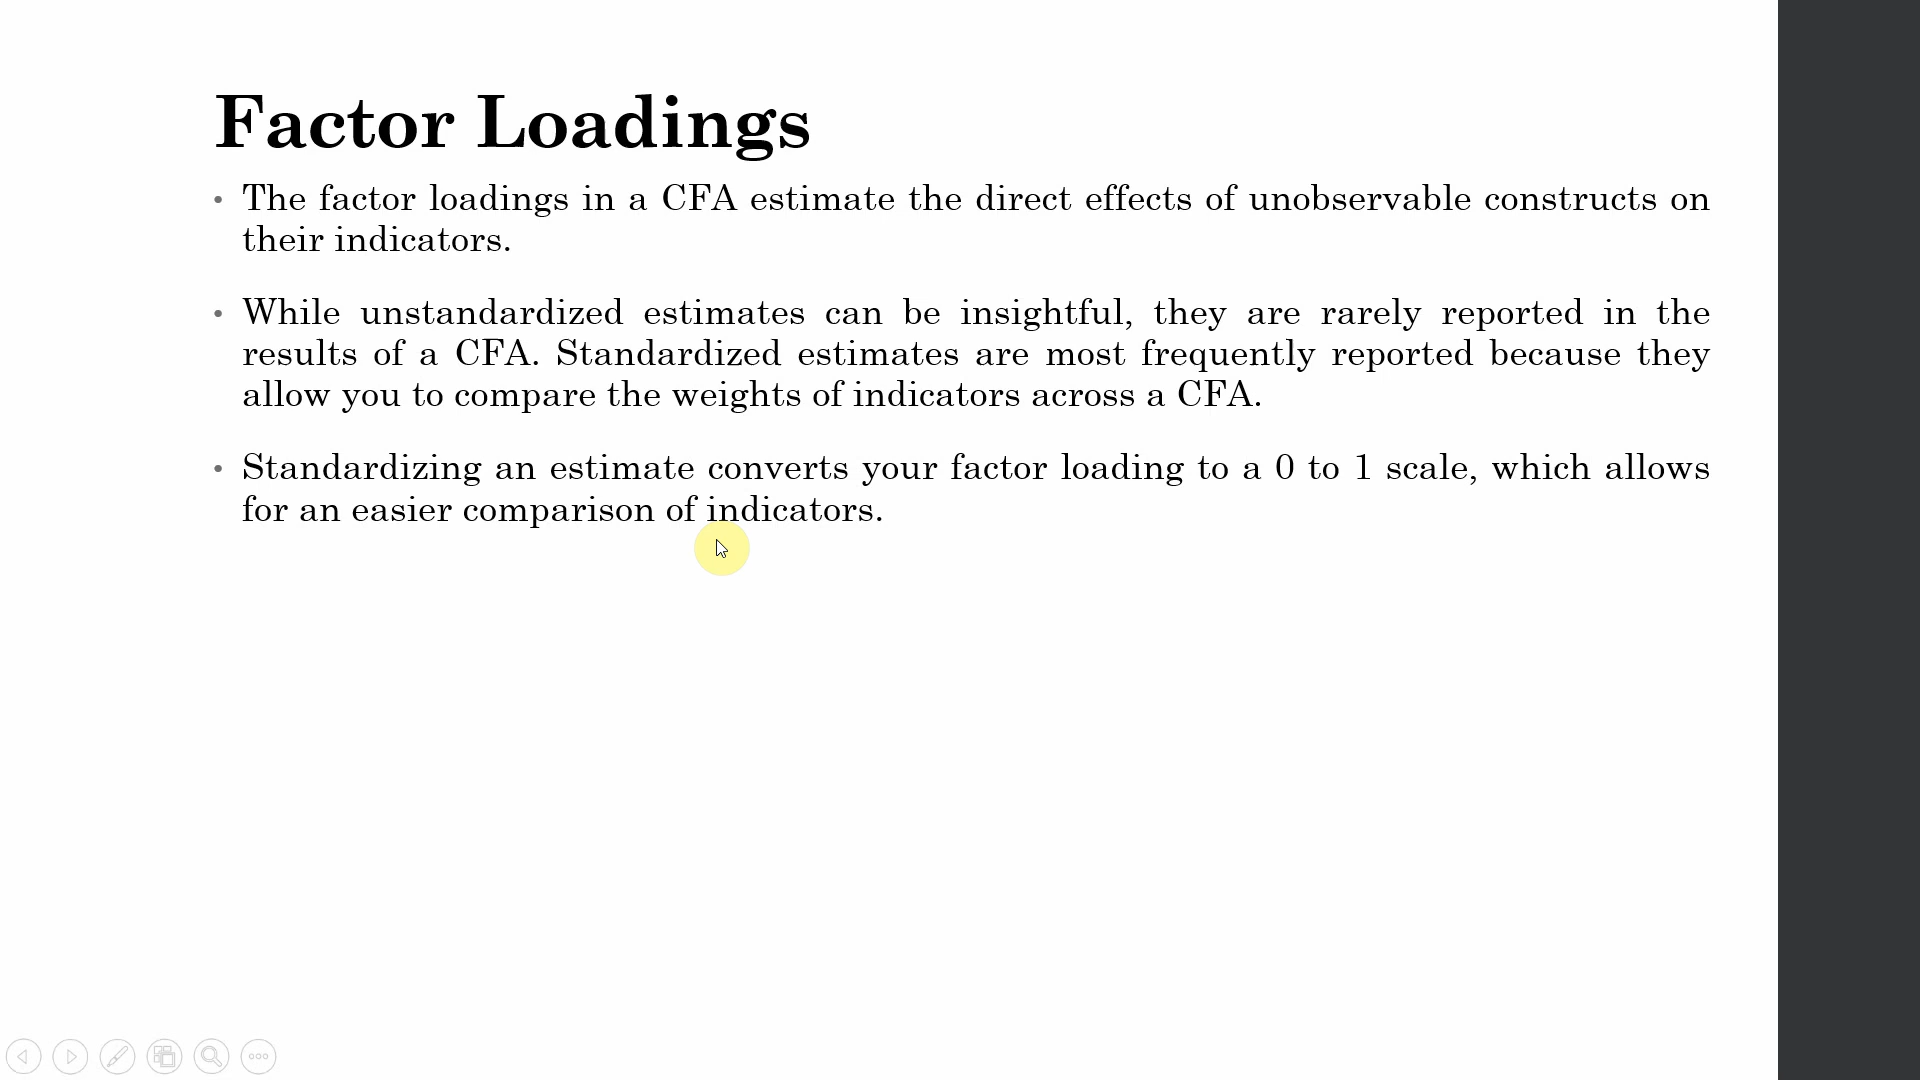 Factor Loadings
• The factor loadings in a CFA estimate the direct effects of unobservable constructs on
their indicators.
• While unstandardized estimates can be insightful, they are rarely reported in the
results of a CFA. Standardized estimates are most frequently reported because they
allow you to compare the weights of indicators across a CFA.
• Standardizing an estimate converts your factor loading to a 0 to 1 scale, which allows
for an easier comparison of indicators.